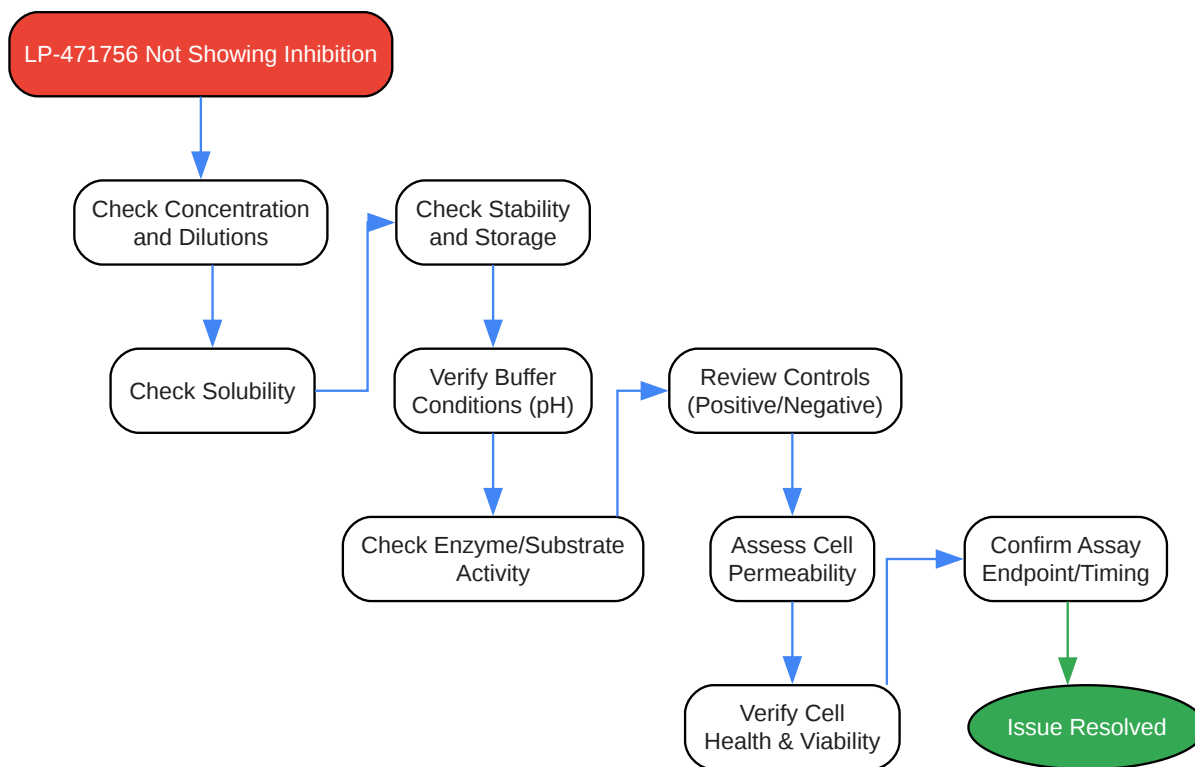 LP-471756 Not Showing Inhibition
Check Concentration
and Dilutions
Check Solubility
Check Stability
and Storage
Verify Buffer
Conditions (pH)
Check Enzyme/Substrate
Activity
Review Controls
(Positive/Negative)
Assess Cell
Permeability
Verify Cell
Health & Viability
Confirm Assay
Endpoint/Timing
Issue Resolved